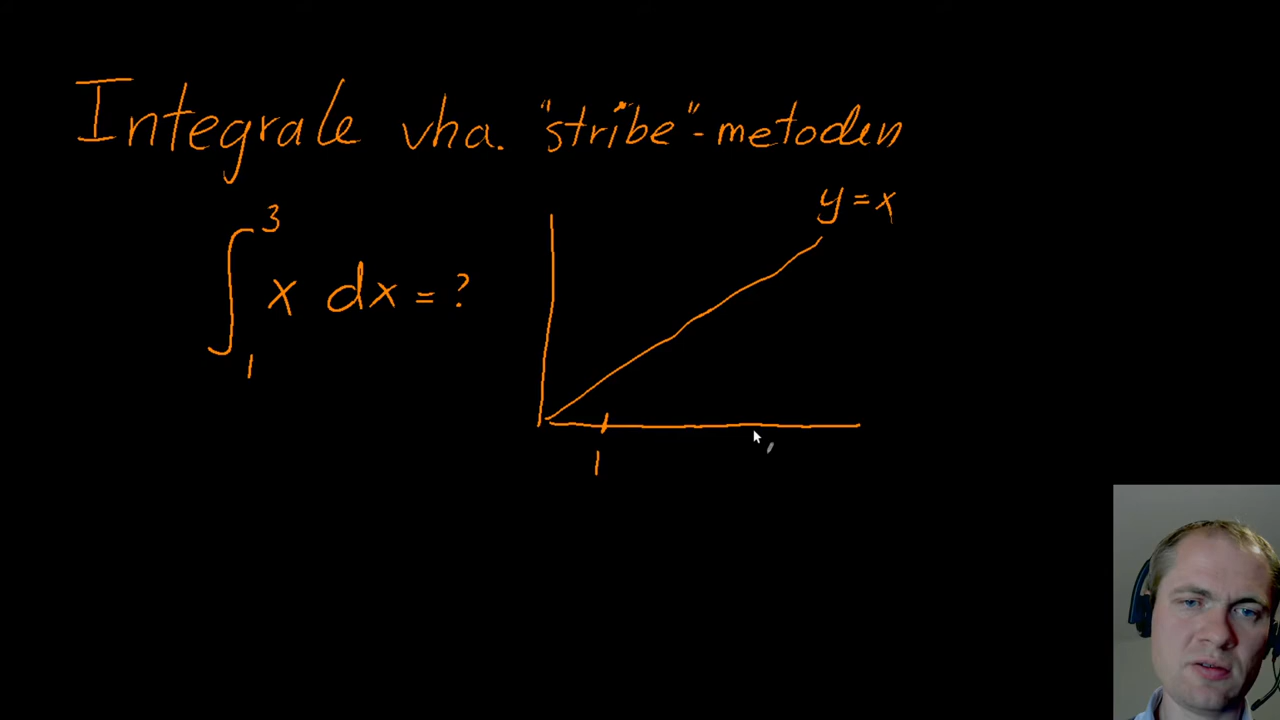 Integrale vha. "stribe"-metoden
∫₁³ x dx = ?
y = x
1